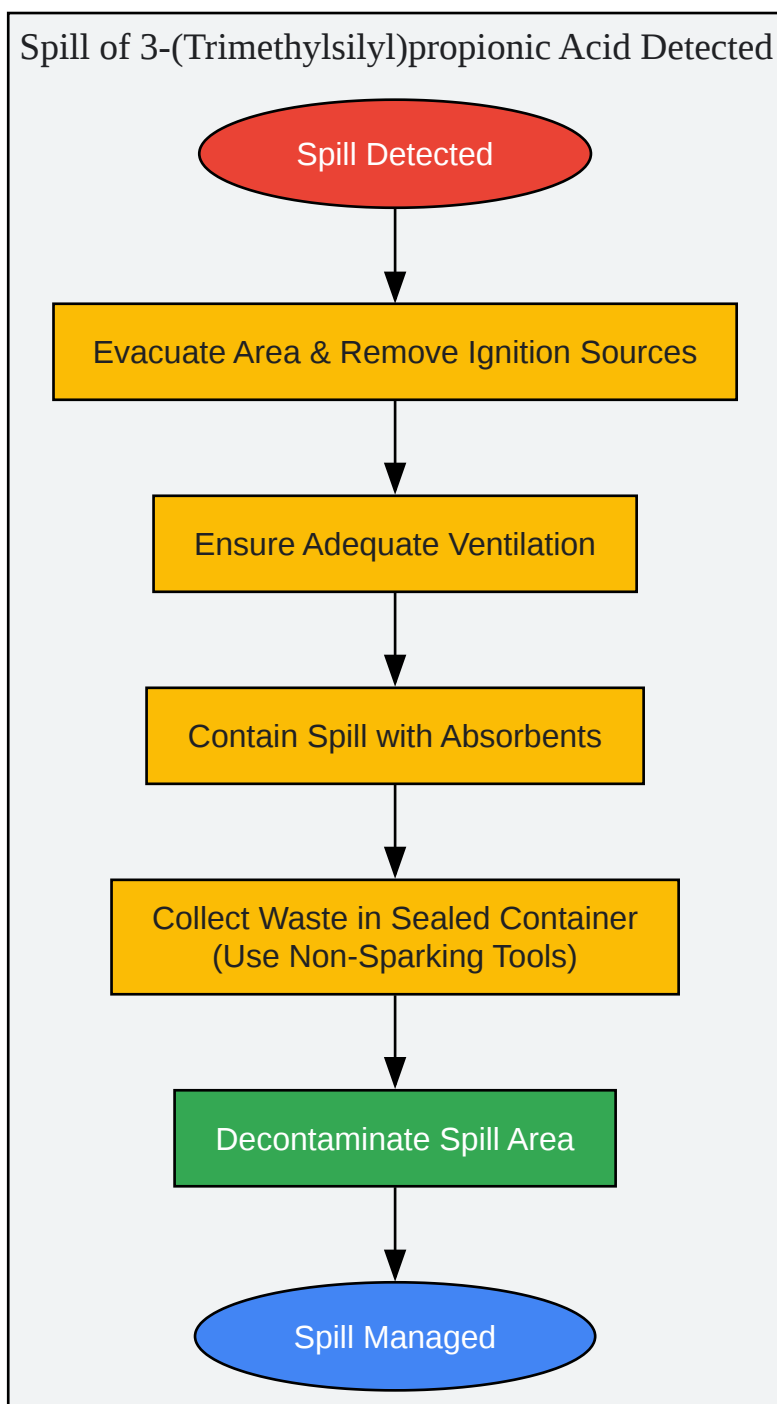 Spill of 3-(Trimethylsilyl)propionic Acid Detected
Spill Detected
Evacuate Area & Remove Ignition Sources
Ensure Adequate Ventilation
Contain Spill with Absorbents
Collect Waste in Sealed Container
(Use Non-Sparking Tools)
Decontaminate Spill Area
Spill Managed